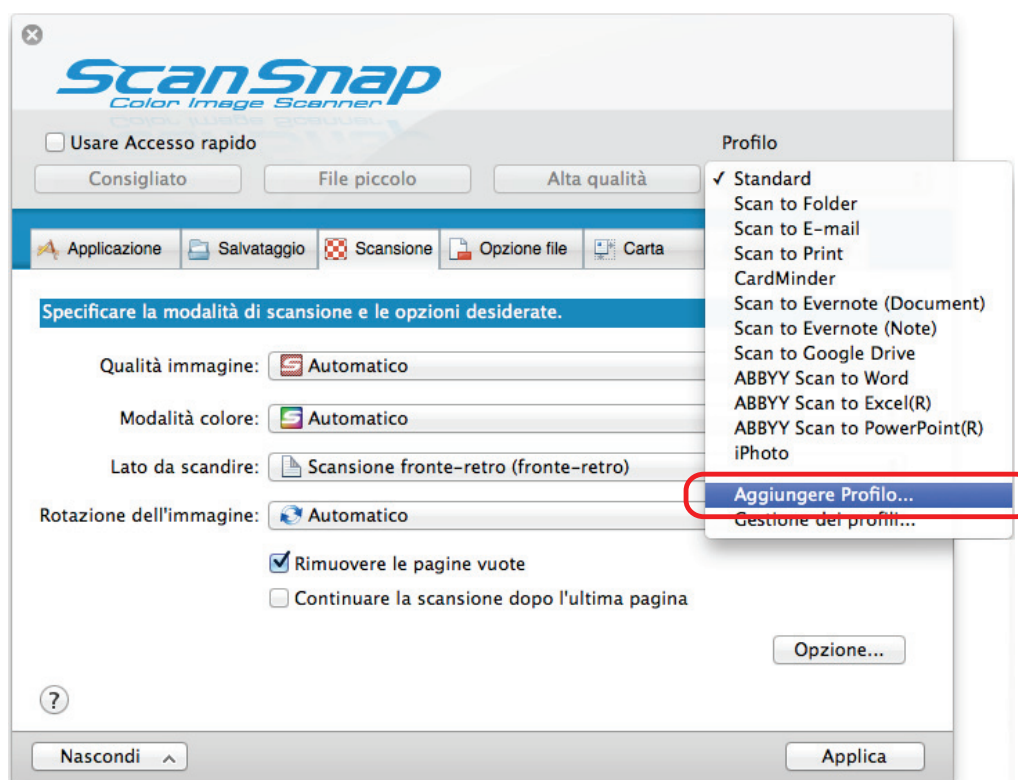 ScanSnap
Color Image Scanner
Usare Accesso rapido
Profilo
Consigliato
File piccolo
Alta qualità
✓ Standard
Scan to Folder
Scan to E-mail
Scan to Print
CardMinder
Scan to Evernote (Document)
Scan to Evernote (Note)
Scan to Google Drive
ABBYY Scan to Word
ABBYY Scan to Excel(R)
ABBYY Scan to PowerPoint(R)
iPhoto
Aggiungere Profilo...
Gestione dei profili...
Applicazione
Salvataggio
Scansione
Opzione file
Carta
Specificare la modalità di scansione e le opzioni desiderate.
Qualità immagine: Automatico
Modalità colore: Automatico
Lato da scandire: Scansione fronte-retro (fronte-retro)
Rotazione dell'immagine: Automatico
Rimuovere le pagine vuote
Continuare la scansione dopo l'ultima pagina
Opzione...
?
Nascondi
Applica